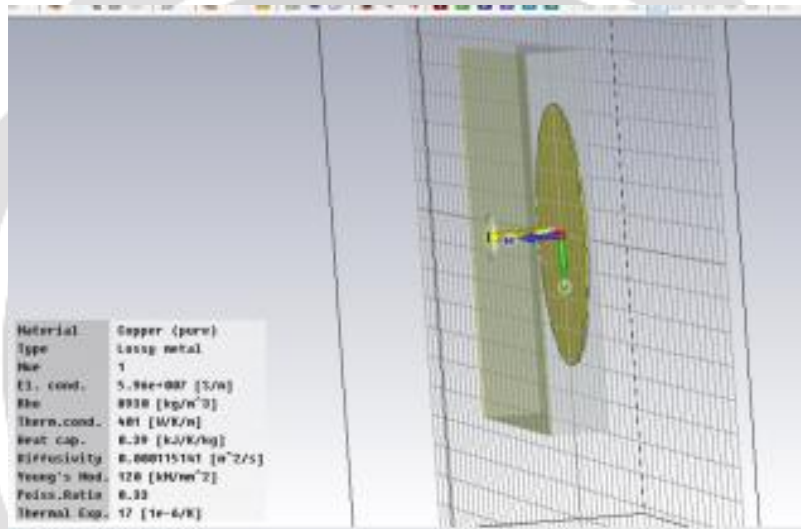 Material Copper (pure)
Type Lossy metal
Mue 1
El. cond. 5.96e+007 [S/m]
Rho 8930 [kg/m^3]
Therm.cond. 401 [W/K/m]
Heat cap. 0.39 [kJ/K/kg]
Diffusivity 0.000115141 [m^2/s]
Young's Mod. 120 [kN/mm^2]
Poiss.Ratio 0.33
Thermal Exp. 17 [1e-6/K]